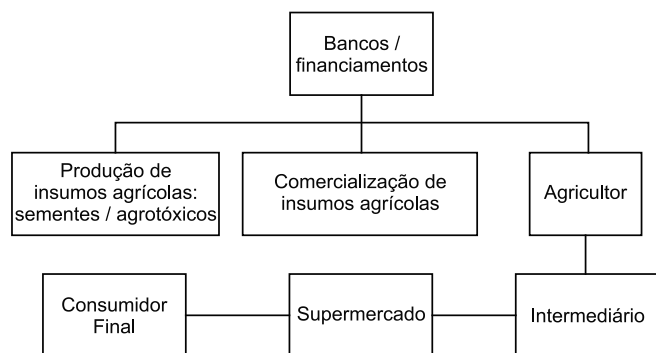 Bancos /
financiamentos
Produção de
insumos agrícolas:
sementes / agrotóxicos
Comercialização de
insumos agrícolas
Agricultor
Consumidor
Final
Supermercado
Intermediário